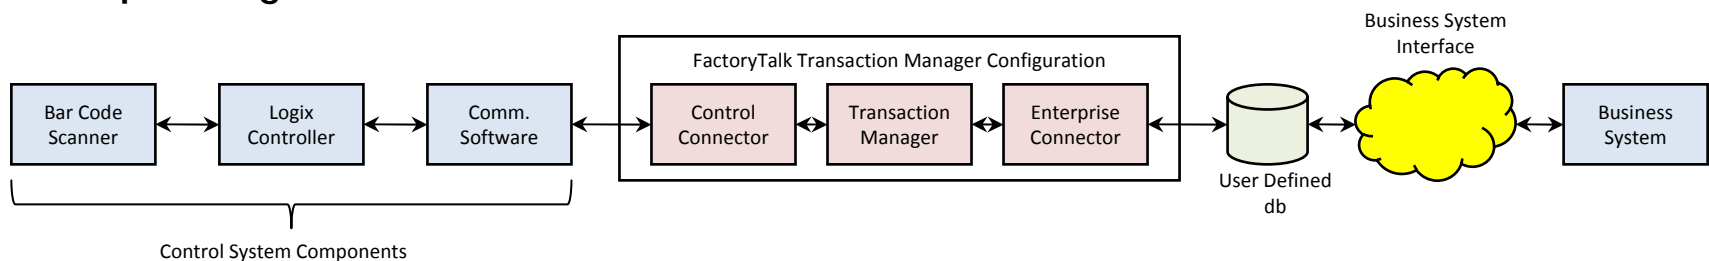 Business System
Interface
FactoryTalk Transaction Manager Configuration
Bar Code
Scanner
Logix
Controller
Comm.
Software
Control
Connector
Transaction
Manager
Enterprise
Connector
Business
System
User Defined
db
Control System Components